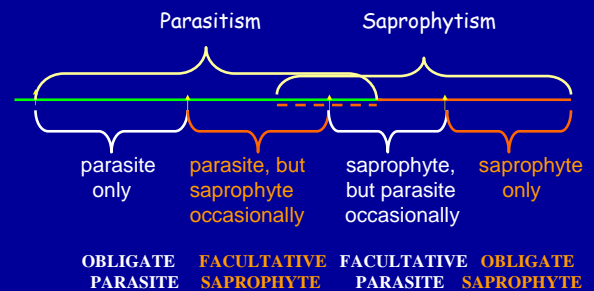 Parasitism Saprophytism
parasite only
parasite, but saprophyte occasionally
saprophyte, but parasite occasionally
saprophyte only
OBLIGATE PARASITE
FACULTATIVE SAPROPHYTE
FACULTATIVE PARASITE
OBLIGATE SAPROPHYTE